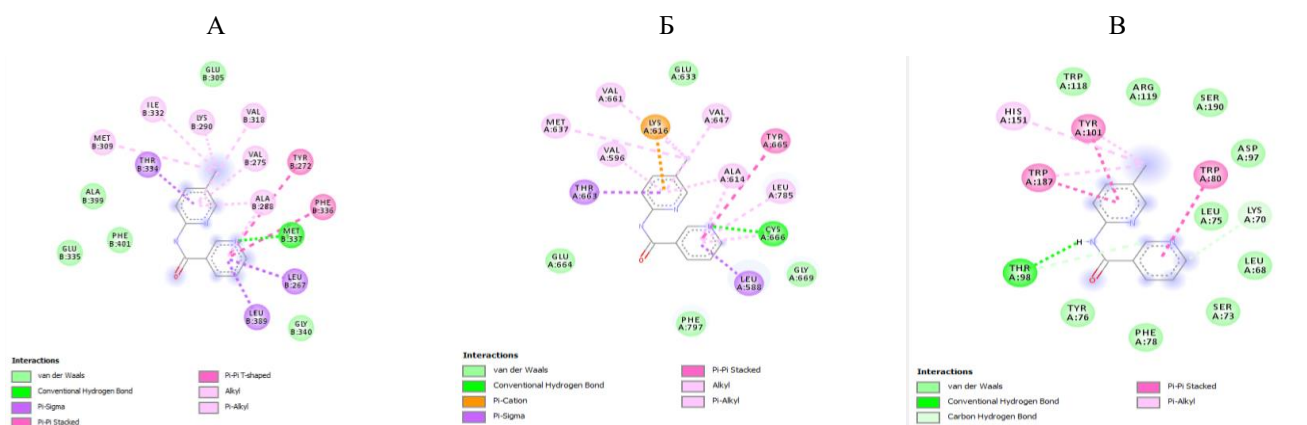 А
Б
В
GLU
B:305
ILE
B:332
LYS
B:290
VAL
B:318
MET
B:309
THR
B:334
VAL
B:275
TYR
B:272
ALA
B:399
ALA
B:288
PHE
B:336
PHE
B:401
MET
B:337
GLU
B:335
LEU
B:267
LEU
B:389
GLY
B:340
N
N
N
O
Interactions
van der Waals
Conventional Hydrogen Bond
Pi-Sigma
Pi-Pi Stacked
Pi-Pi T-shaped
Alkyl
Pi-Alkyl
GLU
A:633
VAL
A:661
MET
A:637
LYS
A:616
VAL
A:647
TYR
A:665
VAL
A:596
ALA
A:614
THR
A:663
LEU
A:785
CYS
A:666
GLU
A:664
LEU
A:588
GLY
A:669
PHE
A:797
N
N
N
O
Interactions
van der Waals
Conventional Hydrogen Bond
Pi-Cation
Pi-Sigma
Pi-Pi Stacked
Alkyl
Pi-Alkyl
TRP
A:118
ARG
A:119
SER
A:190
HIS
A:151
TYR
A:101
ASP
A:97
TRP
A:187
TRP
A:80
LEU
A:75
LYS
A:70
THR
A:98
LEU
A:68
TYR
A:76
PHE
A:78
SER
A:73
H
N
N
N
O
Interactions
van der Waals
Conventional Hydrogen Bond
Carbon Hydrogen Bond
Pi-Pi Stacked
Pi-Alkyl